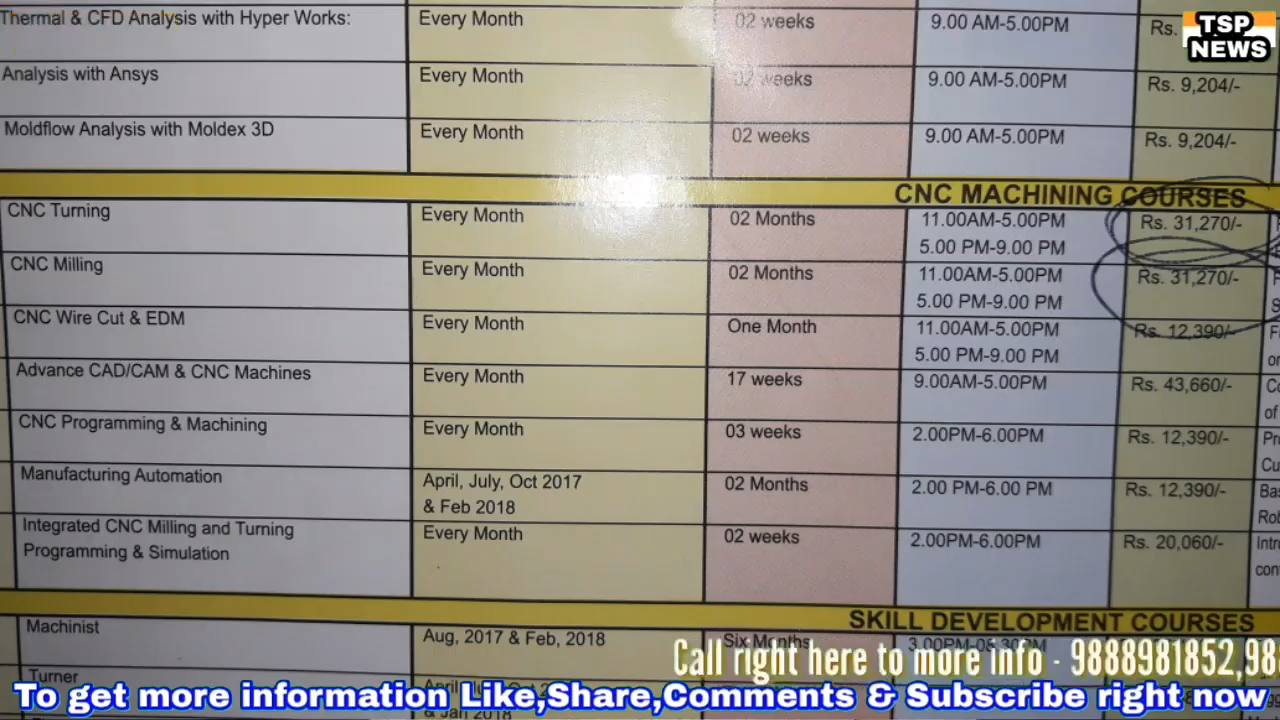 Thermal & CFD Analysis with Hyper Works: Every Month 02 weeks 9.00 AM-5.00PM Rs.
TSP
NEWS
Analysis with Ansys Every Month 02 weeks 9.00 AM-5.00PM Rs. 9,204/-
Moldflow Analysis with Moldex 3D Every Month 02 weeks 9.00 AM-5.00PM Rs. 9,204/-
CNC MACHINING COURSES
CNC Turning Every Month 02 Months 11.00AM-5.00PM Rs. 31,270/-
5.00 PM-9.00 PM
CNC Milling Every Month 02 Months 11.00AM-5.00PM Rs. 31,270/-
5.00 PM-9.00 PM
CNC Wire Cut & EDM Every Month One Month 11.00AM-5.00PM Rs. 12,390/-
5.00 PM-9.00 PM
Advance CAD/CAM & CNC Machines Every Month 17 weeks 9.00AM-5.00PM Rs. 43,660/-
of
CNC Programming & Machining Every Month 03 weeks 2.00PM-6.00PM Rs. 12,390/-
Manufacturing Automation April, July, Oct 2017 02 Months 2.00 PM-6.00 PM Rs. 12,390/-
& Feb 2018
Integrated CNC Milling and Turning Every Month 02 weeks 2.00PM-6.00PM Rs. 20,060/-
Programming & Simulation
SKILL DEVELOPMENT COURSES
Machinist Aug, 2017 & Feb, 2018 Six Months
Call right here to more info - 9888981852,98
Turner
To get more information Like,Share,Comments & Subscribe right now
& Jan 2018